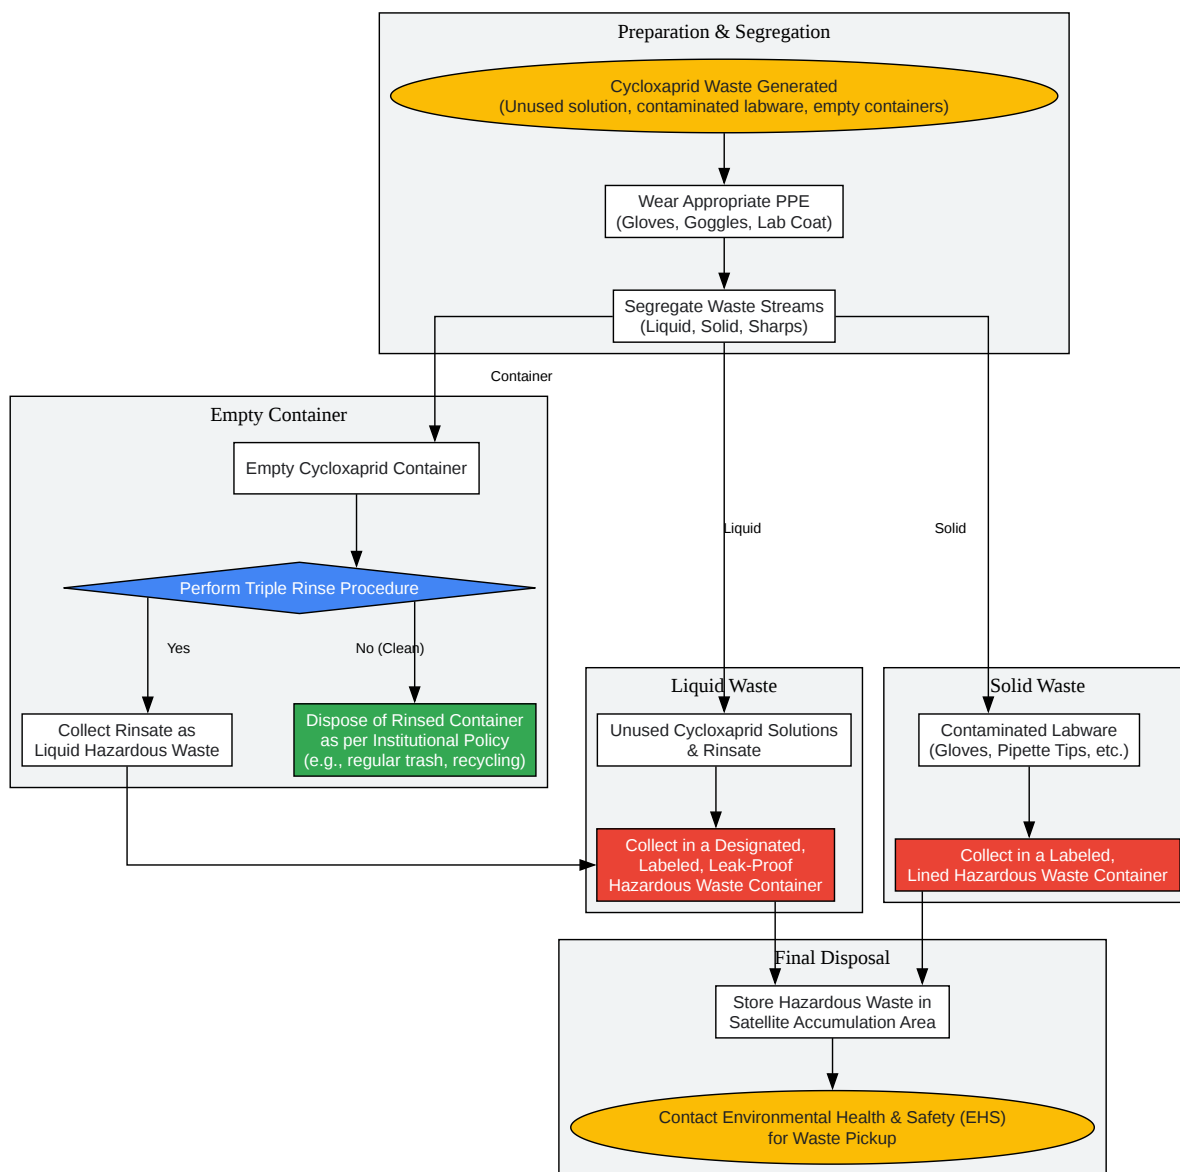 Preparation & Segregation
Cycloxaprid Waste Generated
(Unused solution, contaminated labware, empty containers)
Wear Appropriate PPE
(Gloves, Goggles, Lab Coat)
Segregate Waste Streams
(Liquid, Solid, Sharps)
Container
Empty Container
Empty Cycloxaprid Container
Liquid
Solid
Perform Triple Rinse Procedure
Yes
No (Clean)
Collect Rinsate as
Liquid Hazardous Waste
Dispose of Rinsed Container
as per Institutional Policy
(e.g., regular trash, recycling)
Liquid Waste
Unused Cycloxaprid Solutions
& Rinsate
Collect in a Designated,
Labeled, Leak-Proof
Hazardous Waste Container
Solid Waste
Contaminated Labware
(Gloves, Pipette Tips, etc.)
Collect in a Labeled,
Lined Hazardous Waste Container
Final Disposal
Store Hazardous Waste in
Satellite Accumulation Area
Contact Environmental Health & Safety (EHS)
for Waste Pickup